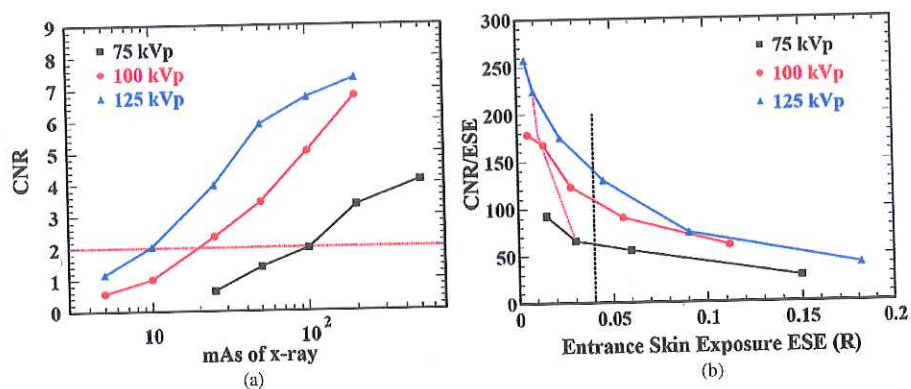 9
8
7
6
5
4
3
2
1
0
CNR
75 kVp
100 kVp
125 kVp
10
10²
mAs of x-ray
(a)
300
250
200
150
100
50
0
CNR/ESE
75 kVp
100 kVp
125 kVp
0
0.05
0.1
0.15
0.2
Entrance Skin Exposure ESE (R)
(b)